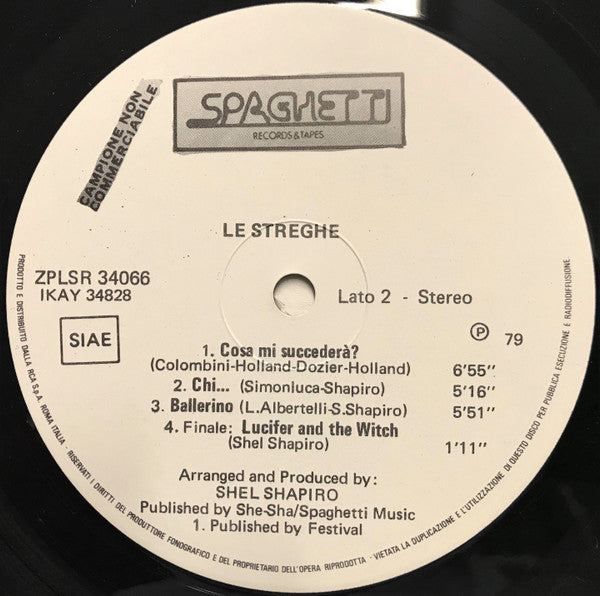 SPAGHETTI
RECORDS&TAPES
CAMPIONE NON
COMMERCIABILE
LE STREGHE
ZPLSR 34066
IKAY 34828
Lato 2 - Stereo
SIAE
℗ 79
1. Cosa mi succederà?
(Colombini-Holland-Dozier-Holland) 6'55''
2. Chi... (Simonluca-Shapiro) 5'16''
3. Ballerino (L.Albertelli-S.Shapiro) 5'51''
4. Finale: Lucifer and the Witch
(Shel Shapiro) 1'11''
Arranged and Produced by:
SHEL SHAPIRO
Published by She-Sha/Spaghetti Music
1. Published by Festival
PRODOTTO E DISTRIBUITO DALLA RCA S.p.A. ROMA ITALIA - RISERVATI I DIRITTI DEL PRODUTTORE FONOGRAFICO E DEL PROPRIETARIO DELL'OPERA RIPRODOTTA - VIETATA LA DUPLICAZIONE E L'UTILIZZAZIONE DI QUESTO DISCO PER PUBBLICA ESECUZIONE E RADIODIFFUSIONE